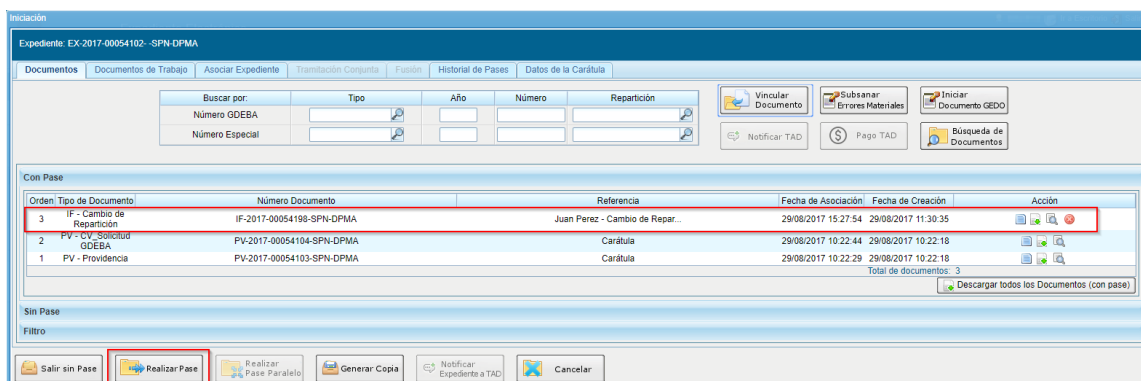 Iniciación
Expediente: EX-2017-00054102- -SPN-DPMA
Documentos Documentos de Trabajo Asociar Expediente Tramitación Conjunta Fusión Historial de Pases Datos de la Carátula
Buscar por: Tipo Año Número Repartición
Número GDEBA
Número Especial
Vincular Documento
Subsanar Errores Materiales
Iniciar Documento GEDO
Notificar TAD
Pago TAD
Búsqueda de Documentos
Con Pase
Orden Tipo de Documento Número Documento Referencia Fecha de Asociación Fecha de Creación Acción
3 IF - Cambio de Repartición IF-2017-00054198-SPN-DPMA Juan Perez - Cambio de Repar... 29/08/2017 15:27:54 29/08/2017 11:30:35
2 PV - CV_Solicitud GDEBA PV-2017-00054104-SPN-DPMA Carátula 29/08/2017 10:22:44 29/08/2017 10:22:18
1 PV - Providencia PV-2017-00054103-SPN-DPMA Carátula 29/08/2017 10:22:29 29/08/2017 10:22:18
Total de documentos: 3
Descargar todos los Documentos (con pase)
Sin Pase
Filtro
Salir sin Pase
Realizar Pase
Realizar Pase Paralelo
Generar Copia
Notificar Expediente a TAD
Cancelar